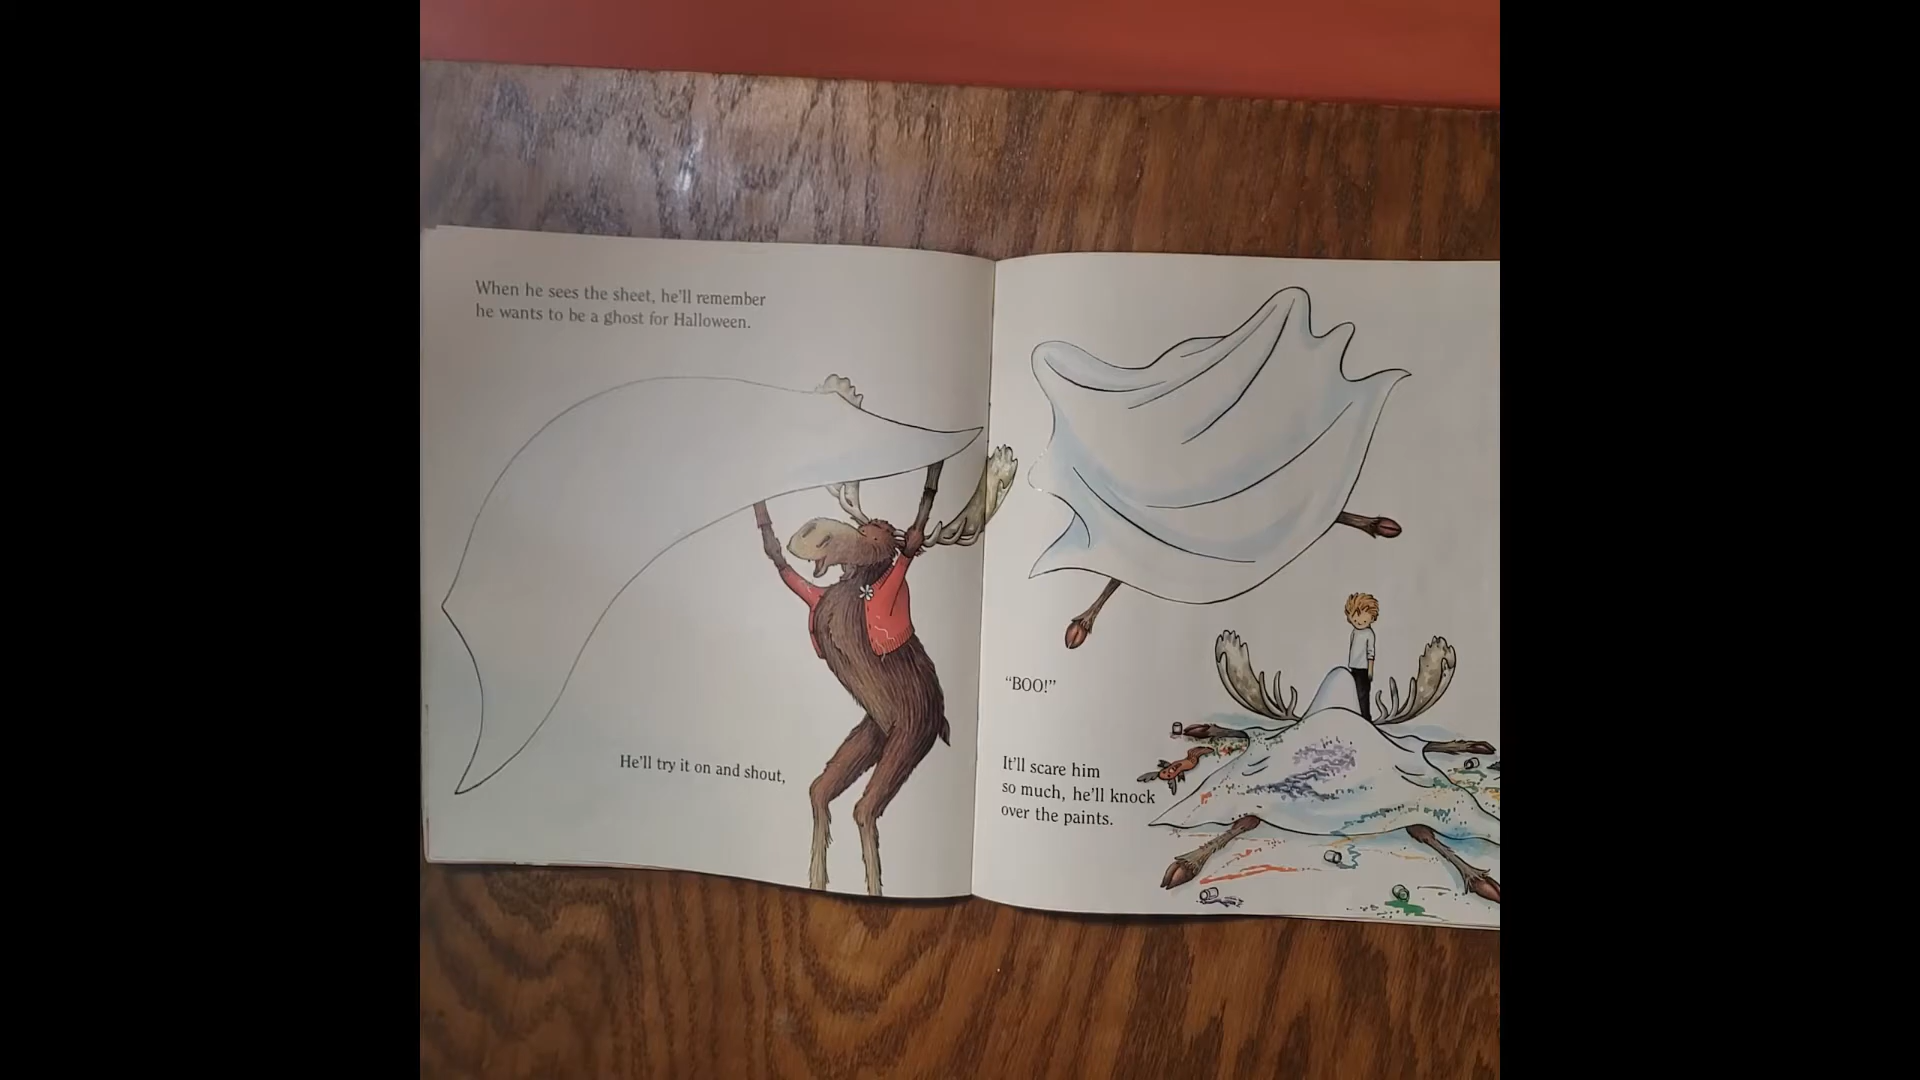 When he sees the sheet, he'll remember
he wants to be a ghost for Halloween.
He'll try it on and shout,
“BOO!”
It'll scare him
so much, he'll knock
over the paints.